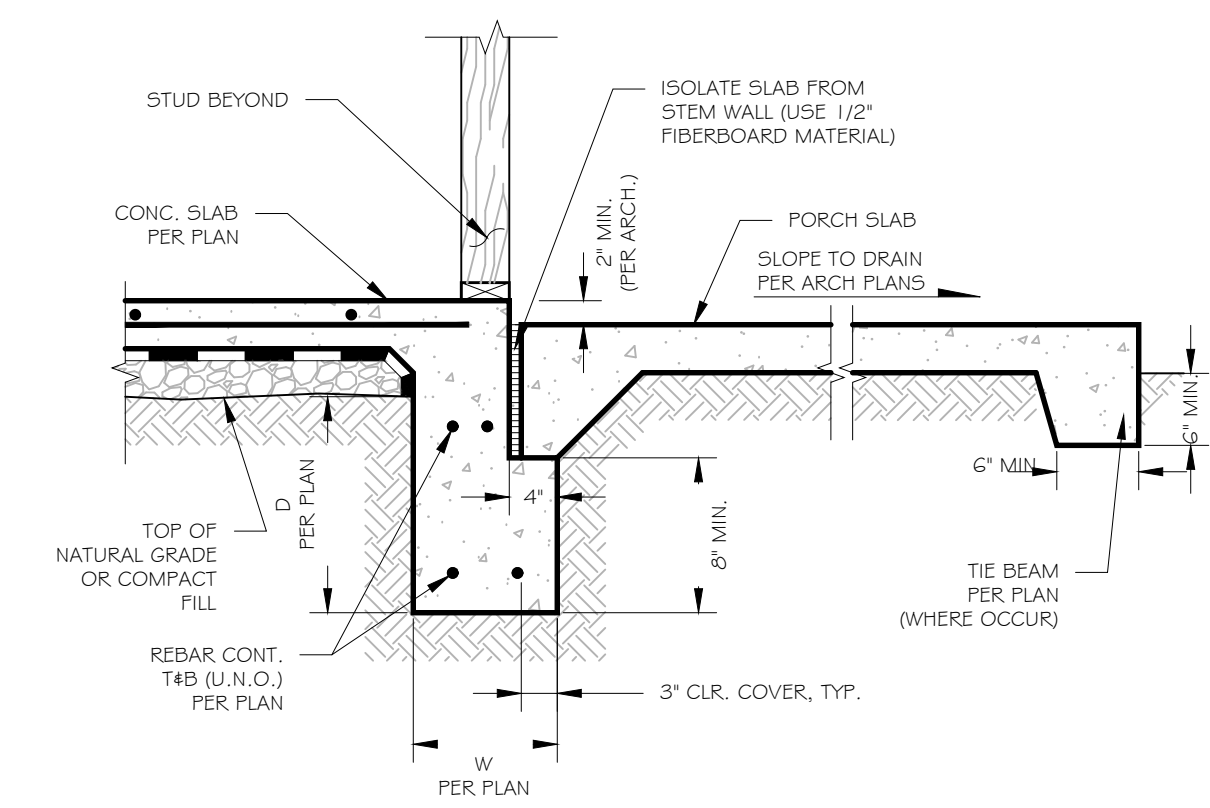 STUD BEYOND
ISOLATE SLAB FROM
STEM WALL (USE 1/2"
FIBERBOARD MATERIAL)
CONC. SLAB
PER PLAN
2" MIN.
(PER ARCH.)
PORCH SLAB
SLOPE TO DRAIN
PER ARCH PLANS
6" MIN
6" MIN
4"
D
PER PLAN
8" MIN.
TOP OF
NATURAL GRADE
OR COMPACT
FILL
TIE BEAM
PER PLAN
(WHERE OCCUR)
REBAR CONT.
T&B (U.N.O.)
PER PLAN
3" CLR. COVER, TYP.
W
PER PLAN